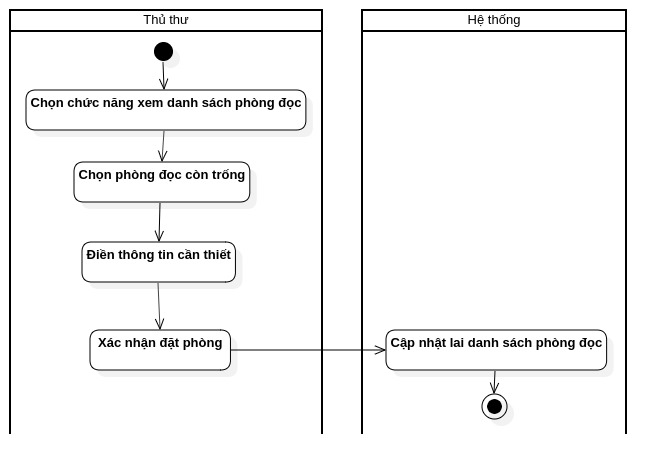 Thủ thư
Hệ thống
Chọn chức năng xem danh sách phòng đọc
Chọn phòng đọc còn trống
Điền thông tin cần thiết
Xác nhận đặt phòng
Cập nhật lai danh sách phòng đọc